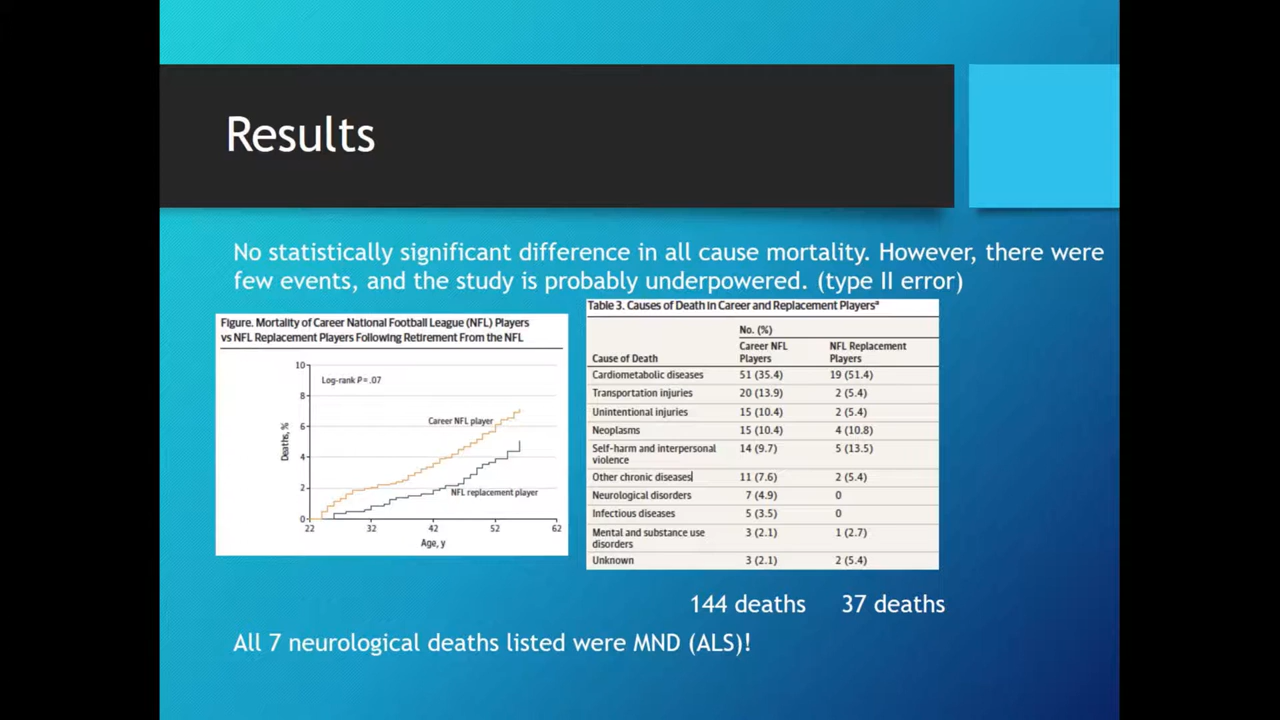 Results
No statistically significant difference in all cause mortality. However, there were
few events, and the study is probably underpowered. (type II error)
Figure. Mortality of Career National Football League (NFL) Players
vs NFL Replacement Players Following Retirement From the NFL
10
Log-rank P = .07
8
Career NFL player
6
Deaths, %
4
2
NFL replacement player
0
22 32 42 52 62
Age, y
Table 3. Causes of Death in Career and Replacement Playersa
No. (%)
Career NFL NFL Replacement
Cause of Death Players Players
Cardiometabolic diseases 51 (35.4) 19 (51.4)
Transportation injuries 20 (13.9) 2 (5.4)
Unintentional injuries 15 (10.4) 2 (5.4)
Neoplasms 15 (10.4) 4 (10.8)
Self-harm and interpersonal 14 (9.7) 5 (13.5)
violence
Other chronic diseases 11 (7.6) 2 (5.4)
Neurological disorders 7 (4.9) 0
Infectious diseases 5 (3.5) 0
Mental and substance use 3 (2.1) 1 (2.7)
disorders
Unknown 3 (2.1) 2 (5.4)
144 deaths 37 deaths
All 7 neurological deaths listed were MND (ALS)!